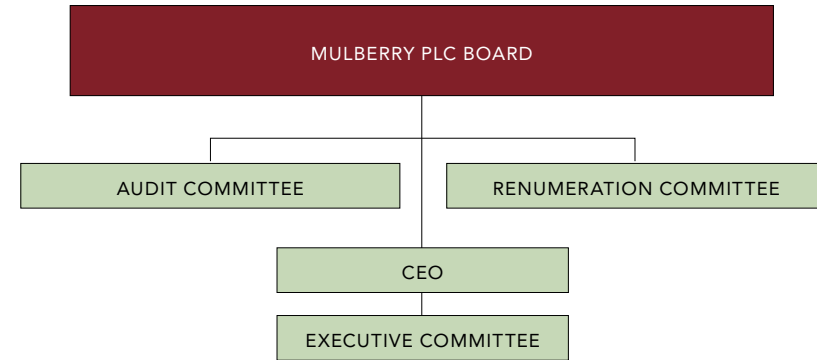 MULBERRY PLC BOARD
AUDIT COMMITTEE
RENUMERATION COMMITTEE
CEO
EXECUTIVE COMMITTEE